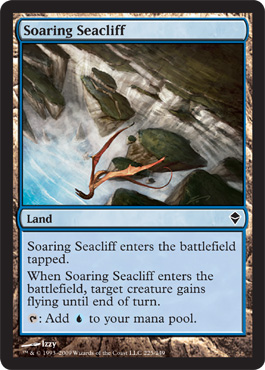 Soaring Seacliff
Land
Soaring Seacliff enters the battlefield
tapped.
When Soaring Seacliff enters the
battlefield, target creature gains
flying until end of turn.
: Add to your mana pool.
Izzy
™ & © 1993–2009 Wizards of the Coast LLC 225/249